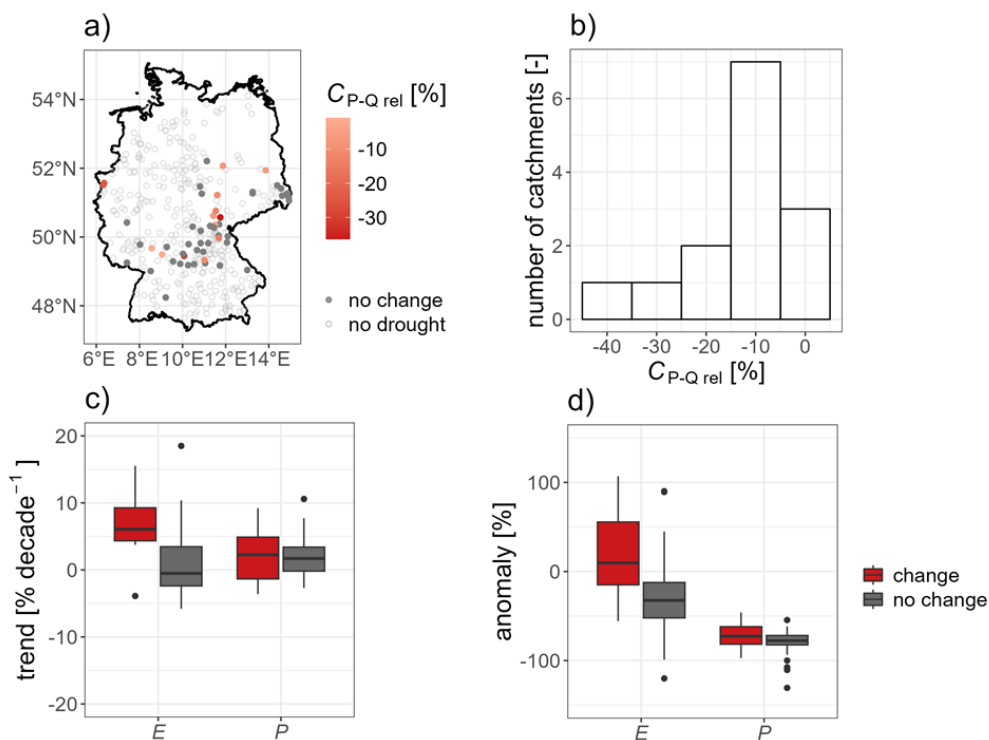 a)
54°N
52°N
50°N
48°N
6°E 8°E 10°E 12°E 14°E
C P-Q rel [%]
-10
-20
-30
no change
no drought
b)
number of catchments [-]
6
4
2
0
-40 -30 -20 -10 0
C P-Q rel [%]
c)
trend [% decade⁻¹ ]
20
10
0
-10
-20
E P
d)
anomaly [%]
100
0
-100
E P
change
no change